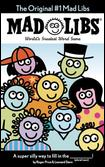 The Original #1 Mad Libs
MAD LIBS
World's Greatest Word Game
A super silly way to fill in the
by Roger Price & Leonard Stern